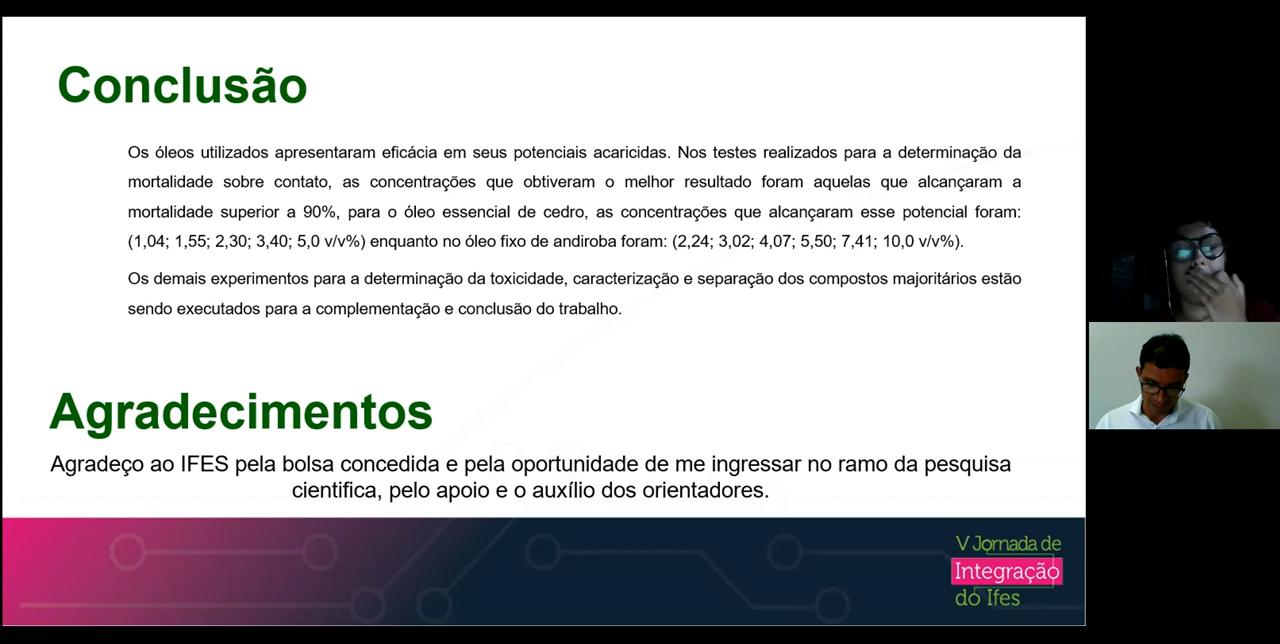 Conclusão
Os óleos utilizados apresentaram eficácia em seus potenciais acaricidas. Nos testes realizados para a determinação da
mortalidade sobre contato, as concentrações que obtiveram o melhor resultado foram aquelas que alcançaram a
mortalidade superior a 90%, para o óleo essencial de cedro, as concentrações que alcançaram esse potencial foram:
(1,04; 1,55; 2,30; 3,40; 5,0 v/v%) enquanto no óleo fixo de andiroba foram: (2,24; 3,02; 4,07; 5,50; 7,41; 10,0 v/v%).
Os demais experimentos para a determinação da toxicidade, caracterização e separação dos compostos majoritários estão
sendo executados para a complementação e conclusão do trabalho.
Agradecimentos
Agradeço ao IFES pela bolsa concedida e pela oportunidade de me ingressar no ramo da pesquisa
cientifica, pelo apoio e o auxílio dos orientadores.
V Jornada de
Integração
do Ifes